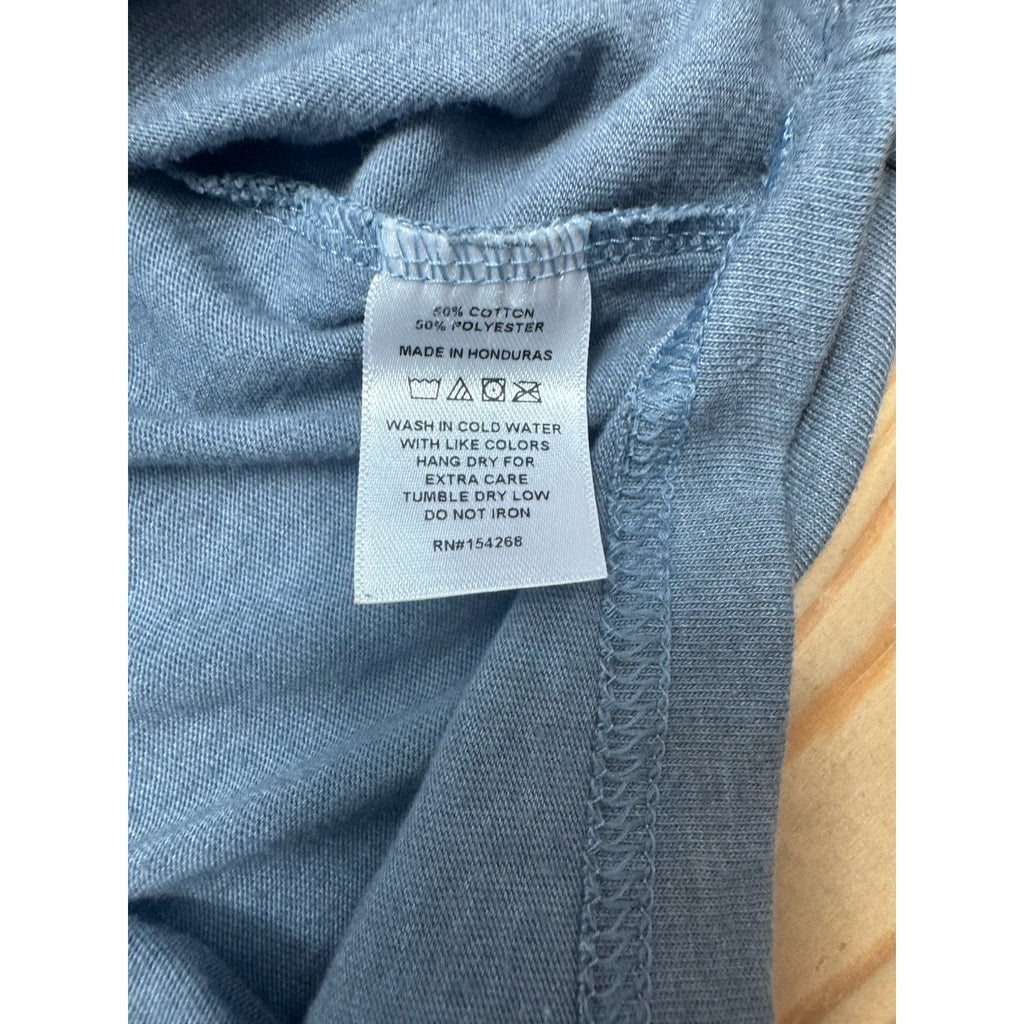 50% COTTON
50% POLYESTER
MADE IN HONDURAS
WASH IN COLD WATER
WITH LIKE COLORS
HANG DRY FOR
EXTRA CARE
TUMBLE DRY LOW
DO NOT IRON
RN#154268